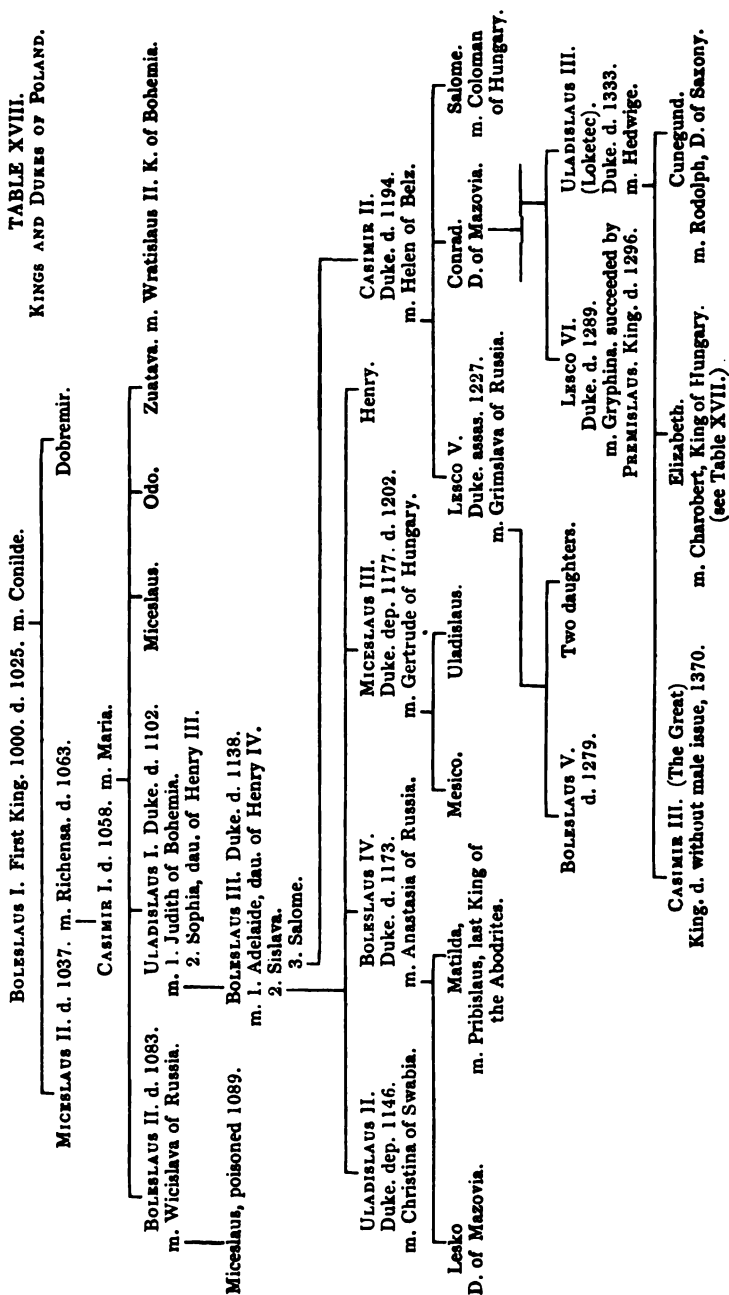 TABLE XVIII.
KINGS AND DUKES OF POLAND.
BOLESLAUS I. First King. 1000. d. 1025. m. Conilde.
MICESLAUS II. d. 1037. m. Richensa. d. 1063.
Dobremir.
CASIMIR I. d. 1058. m. Maria.
BOLESLAUS II. d. 1083.
m. Wicislava of Russia.
ULADISLAUS I. Duke. d. 1102.
m. 1. Judith of Bohemia.
2. Sophia, dau. of Henry III.
Miceslaus.
Odo.
Zuatava. m. Wratislaus II. K. of Bohemia.
Miceslaus, poisoned 1089.
BOLESLAUS III. Duke. d. 1138.
m. 1. Adelaide, dau. of Henry IV.
2. Sislava.
3. Salome.
ULADISLAUS II.
Duke. dep. 1146.
m. Christina of Swabia.
BOLESLAUS IV.
Duke. d. 1173.
m. Anastasia of Russia.
MICESLAUS III.
Duke. dep. 1177. d. 1202.
m. Gertrude of Hungary.
Henry.
CASIMIR II.
Duke. d. 1194.
m. Helen of Belz.
Lesko
D. of Mazovia.
Matilda,
m. Pribislaus, last King of
the Abodrites.
Mesico.
Uladislaus.
LESCO V.
Duke. assas. 1227.
m. Grimslava of Russia.
Conrad.
D. of Mazovia.
Salome.
m. Coloman
of Hungary.
BOLESLAUS V.
d. 1279.
Two daughters.
LESCO VI.
Duke. d. 1289.
m. Gryphina. succeeded by
PREMISLAUS. King. d. 1296.
ULADISLAUS III.
(Loketec).
Duke. d. 1333.
m. Hedwige.
CASIMIR III. (The Great)
King. d. without male issue, 1370.
Elizabeth.
m. Charobert, King of Hungary.
(see Table XVII.)
Cunegund.
m. Rodolph, D. of Saxony.